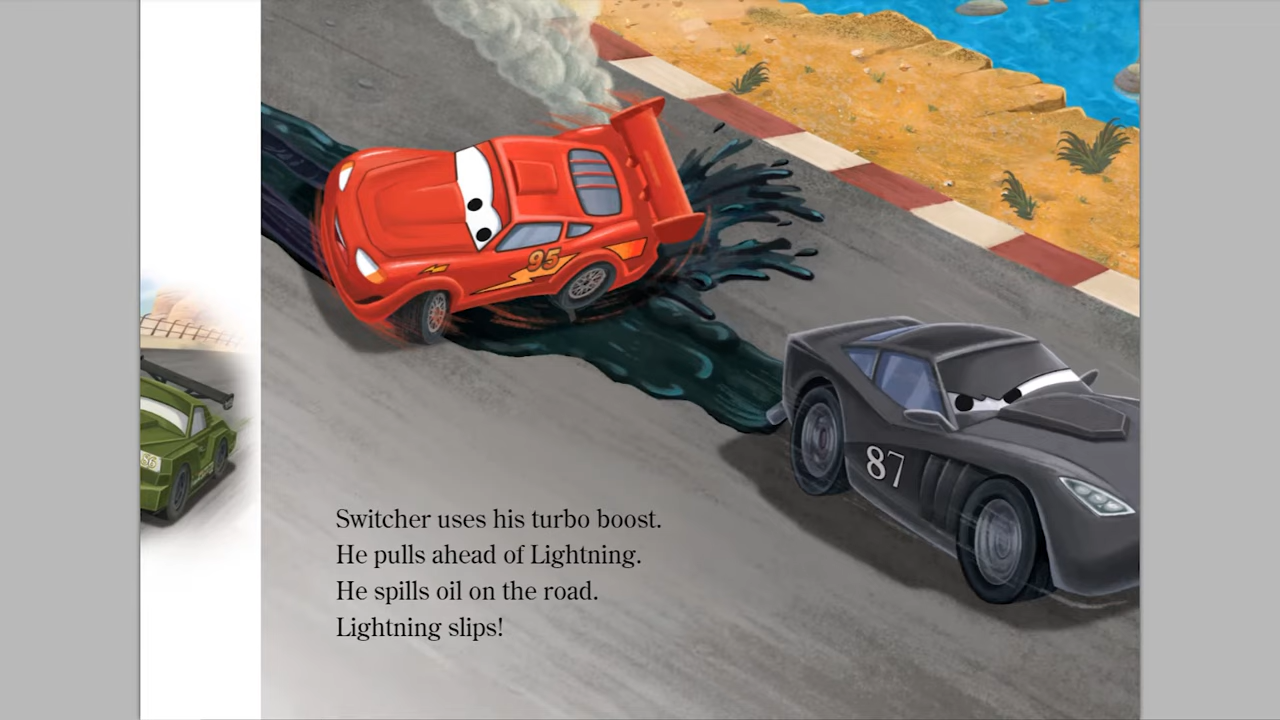 95
86
87
Switcher uses his turbo boost.
He pulls ahead of Lightning.
He spills oil on the road.
Lightning slips!